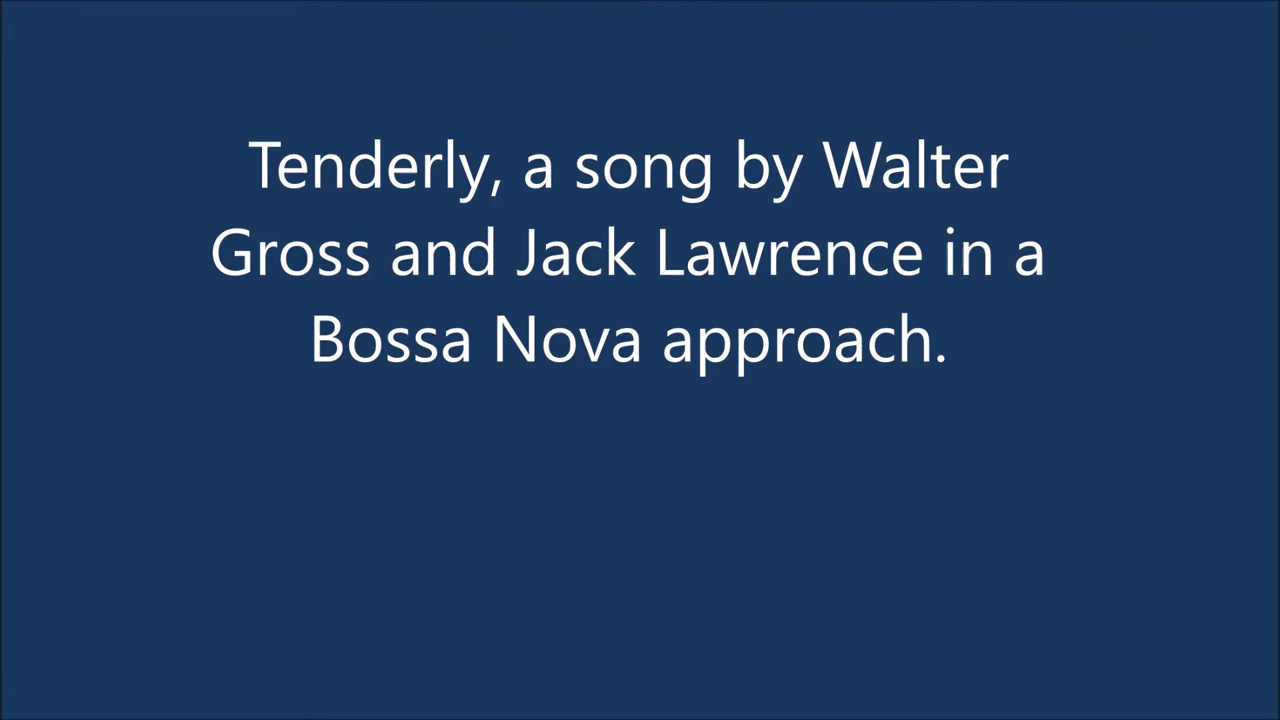 Tenderly, a song by Walter
Gross and Jack Lawrence in a
Bossa Nova approach.